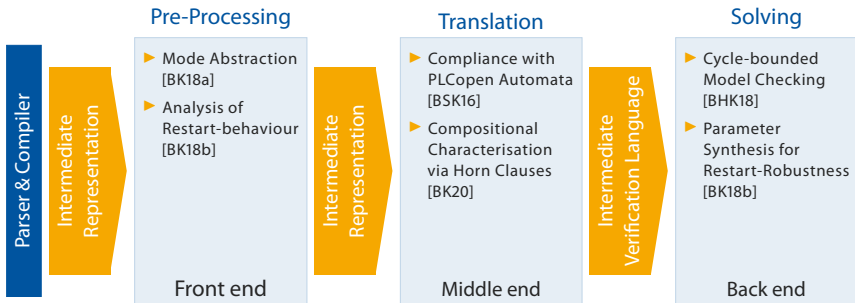 Parser & Compiler
Intermediate
Representation
Pre-Processing
Mode Abstraction
[BK18a]
Analysis of
Restart-behaviour
[BK18b]
Front end
Intermediate
Representation
Translation
Compliance with
PLCopen Automata
[BSK16]
Compositional
Characterisation
via Horn Clauses
[BK20]
Middle end
Intermediate
Verification Language
Solving
Cycle-bounded
Model Checking
[BHK18]
Parameter
Synthesis for
Restart-Robustness
[BK18b]
Back end